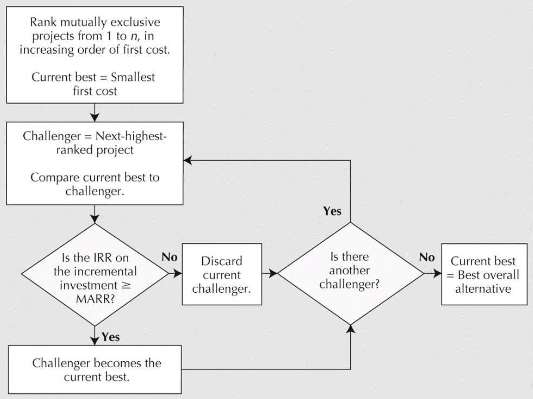 Rank mutually exclusive
projects from 1 to n, in
increasing order of first cost.
Current best = Smallest
first cost
Challenger = Next-highest-
ranked project
Compare current best to
challenger.
Is the IRR on
the incremental
investment ≥
MARR?
No
Discard
current
challenger.
Yes
Challenger becomes the
current best.
Is there
another
challenger?
Yes
No
Current best
= Best overall
alternative